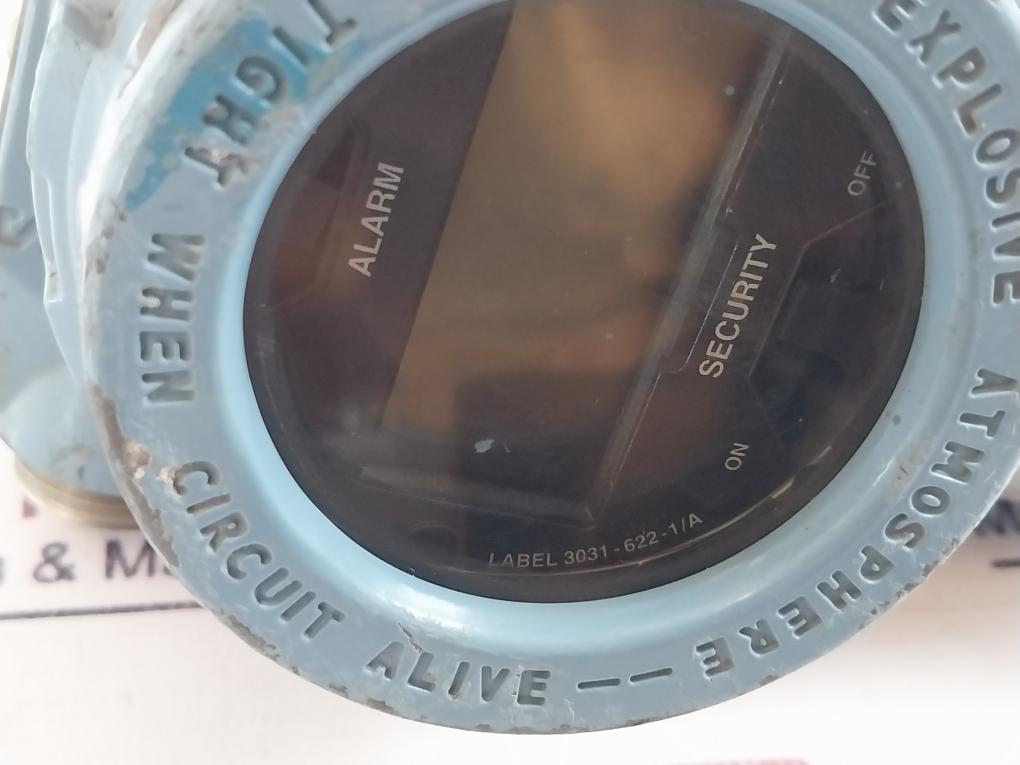 TIGHT WHEN CIRCUIT ALIVE —— EXPLOSIVE ATMOSPHERE
ALARM
SECURITY
OFF
ON
LABEL 3031-622-1/A
&